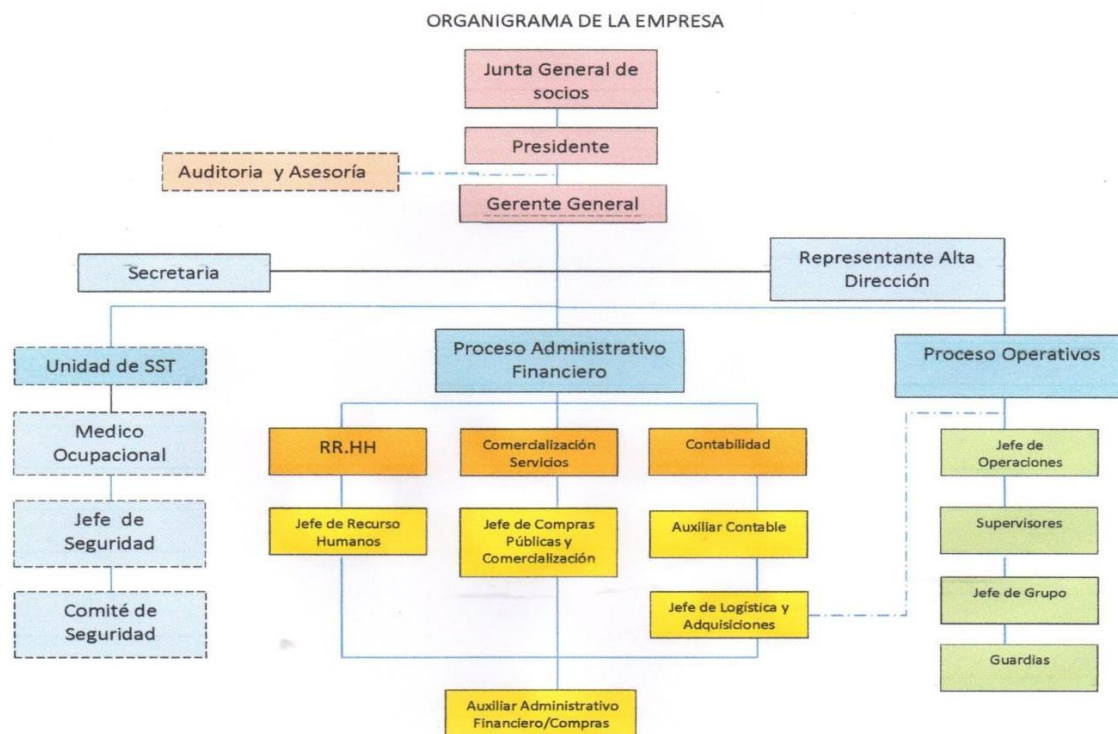 ORGANIGRAMA DE LA EMPRESA
Junta General de
socios
Presidente
Auditoria y Asesoría
Gerente General
Secretaria
Representante Alta
Dirección
Unidad de SST
Proceso Administrativo
Financiero
Proceso Operativos
Medico
Ocupacional
RR.HH
Comercialización
Servicios
Contabilidad
Jefe de
Operaciones
Jefe de
Seguridad
Jefe de Recurso
Humanos
Jefe de Compras
Públicas y
Comercialización
Auxiliar Contable
Supervisores
Comité de
Seguridad
Jefe de Logística y
Adquisiciones
Jefe de Grupo
Guardias
Auxiliar Administrativo
Financiero/Compras